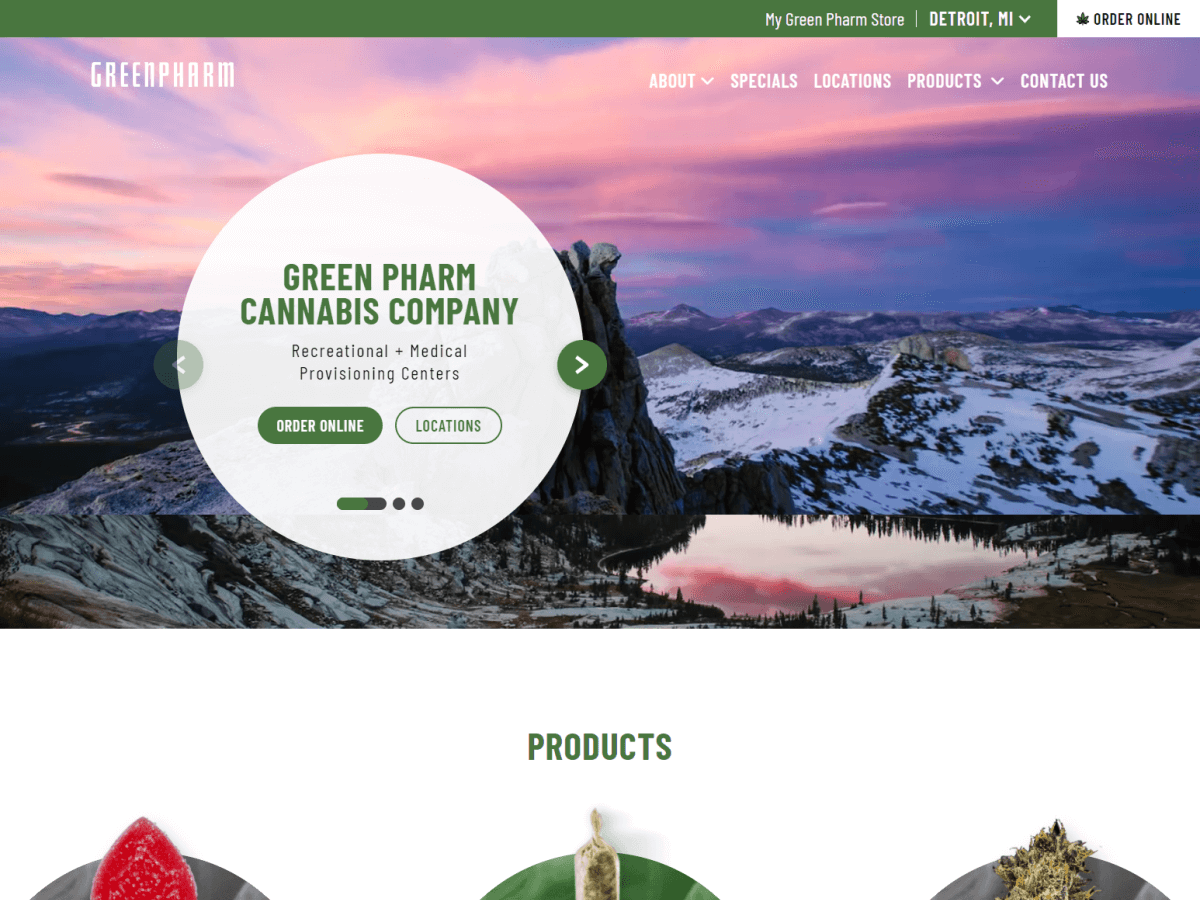 My Green Pharm Store
DETROIT, MI
ORDER ONLINE
GREENPHARM
ABOUT
SPECIALS
LOCATIONS
PRODUCTS
CONTACT US
GREEN PHARM
CANNABIS COMPANY
Recreational + Medical
Provisioning Centers
ORDER ONLINE
LOCATIONS
PRODUCTS